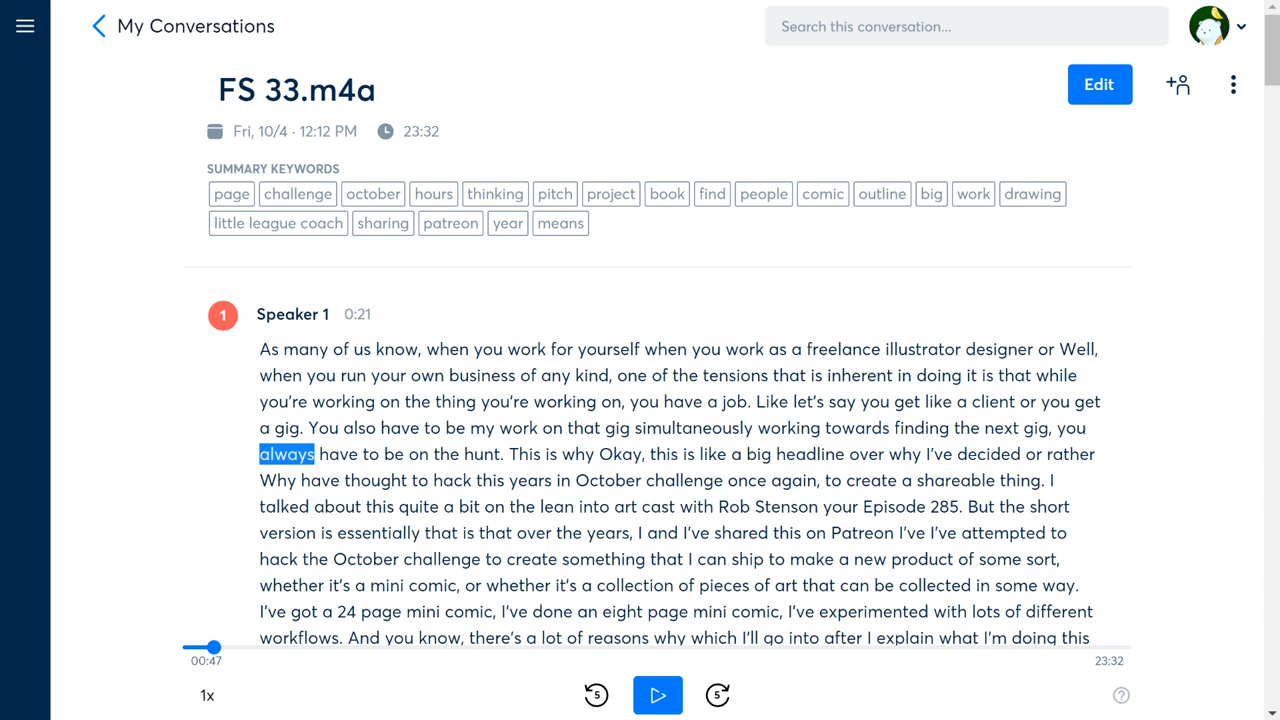 My Conversations
Search this conversation...
FS 33.m4a
Edit
Fri, 10/4 · 12:12 PM 23:32
SUMMARY KEYWORDS
page challenge october hours thinking pitch project book find people comic outline big work drawing
little league coach sharing patreon year means
1 Speaker 1 0:21
As many of us know, when you work for yourself when you work as a freelance illustrator designer or Well,
when you run your own business of any kind, one of the tensions that is inherent in doing it is that while
you're working on the thing you're working on, you have a job. Like let's say you get like a client or you get
a gig. You also have to be my work on that gig simultaneously working towards finding the next gig, you
always have to be on the hunt. This is why Okay, this is like a big headline over why I've decided or rather
Why have thought to hack this years in October challenge once again, to create a shareable thing. I
talked about this quite a bit on the lean into art cast with Rob Stenson your Episode 285. But the short
version is essentially that is that over the years, I and I've shared this on Patreon I've I've attempted to
hack the October challenge to create something that I can ship to make a new product of some sort,
whether it's a mini comic, or whether it's a collection of pieces of art that can be collected in some way.
I've got a 24 page mini comic, I've done an eight page mini comic, I've experimented with lots of different
workflows. And you know, there's a lot of reasons why which I'll go into after I explain what I'm doing this
00:47 23:32
1x 5 5 ?